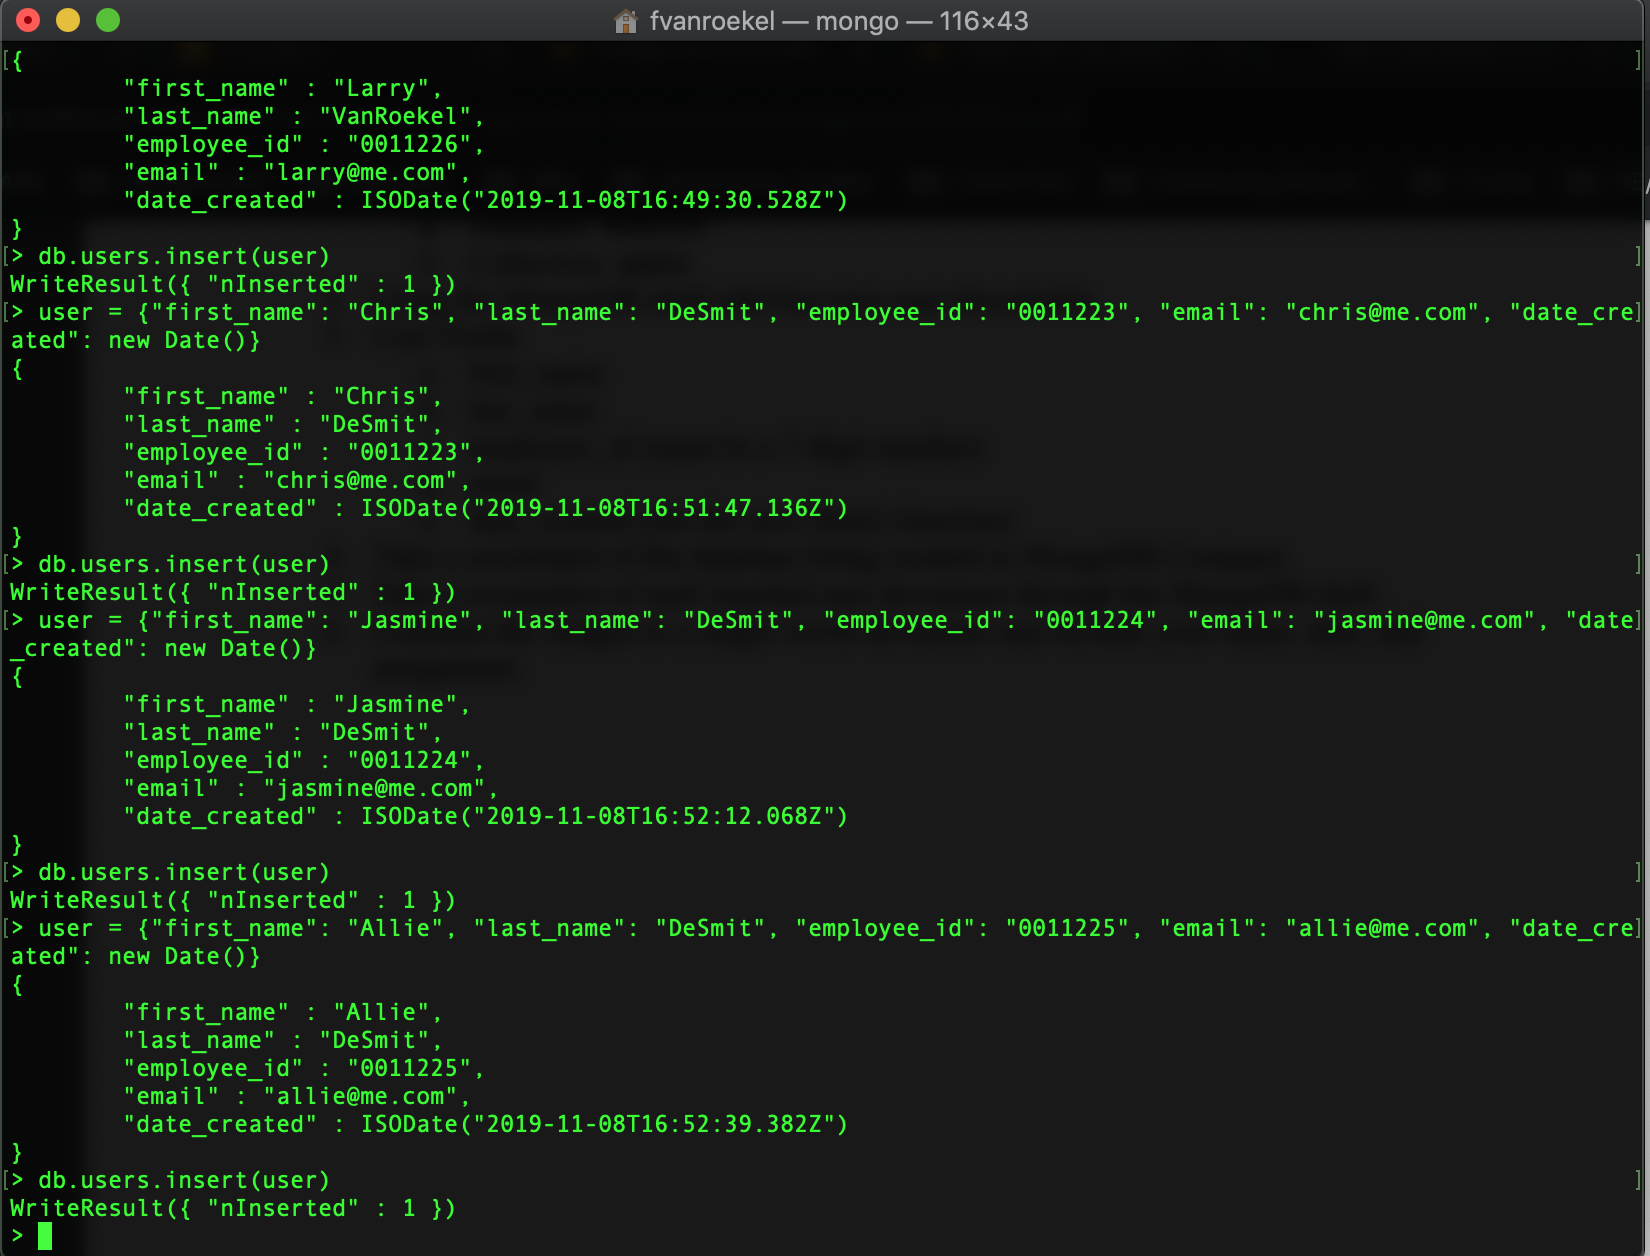 fvanroekel — mongo — 116×43
[{ ]
"first_name" : "Larry",
"last_name" : "VanRoekel",
"employee_id" : "0011226",
"email" : "larry@me.com",
"date_created" : ISODate("2019-11-08T16:49:30.528Z")
}
[> db.users.insert(user) ]
WriteResult({ "nInserted" : 1 })
[> user = {"first_name": "Chris", "last_name": "DeSmit", "employee_id": "0011223", "email": "chris@me.com", "date_cre]
ated": new Date()}
{
"first_name" : "Chris",
"last_name" : "DeSmit",
"employee_id" : "0011223",
"email" : "chris@me.com",
"date_created" : ISODate("2019-11-08T16:51:47.136Z")
}
[> db.users.insert(user) ]
WriteResult({ "nInserted" : 1 })
[> user = {"first_name": "Jasmine", "last_name": "DeSmit", "employee_id": "0011224", "email": "jasmine@me.com", "date]
_created": new Date()}
{
"first_name" : "Jasmine",
"last_name" : "DeSmit",
"employee_id" : "0011224",
"email" : "jasmine@me.com",
"date_created" : ISODate("2019-11-08T16:52:12.068Z")
}
[> db.users.insert(user) ]
WriteResult({ "nInserted" : 1 })
[> user = {"first_name": "Allie", "last_name": "DeSmit", "employee_id": "0011225", "email": "allie@me.com", "date_cre]
ated": new Date()}
{
"first_name" : "Allie",
"last_name" : "DeSmit",
"employee_id" : "0011225",
"email" : "allie@me.com",
"date_created" : ISODate("2019-11-08T16:52:39.382Z")
}
[> db.users.insert(user) ]
WriteResult({ "nInserted" : 1 })
>